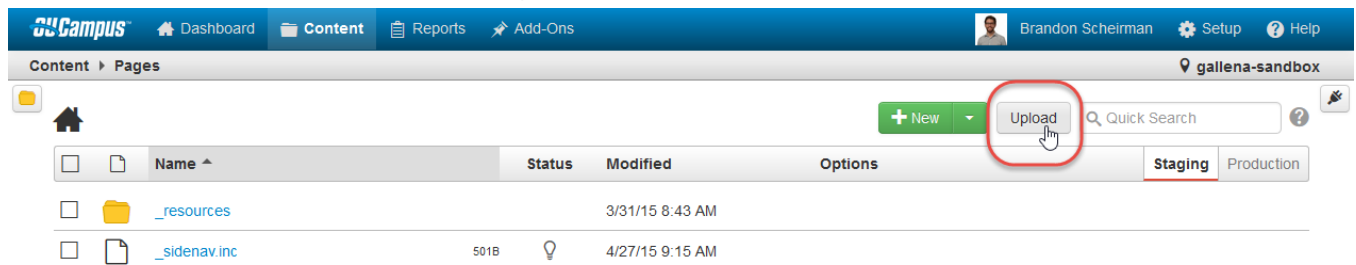 OU Campus™ Dashboard Content Reports Add-Ons Brandon Scheirman Setup Help
Content Pages gallena-sandbox
New Upload Quick Search
Name Status Modified Options Staging Production
_resources 3/31/15 8:43 AM
_sidenav.inc 501B 4/27/15 9:15 AM